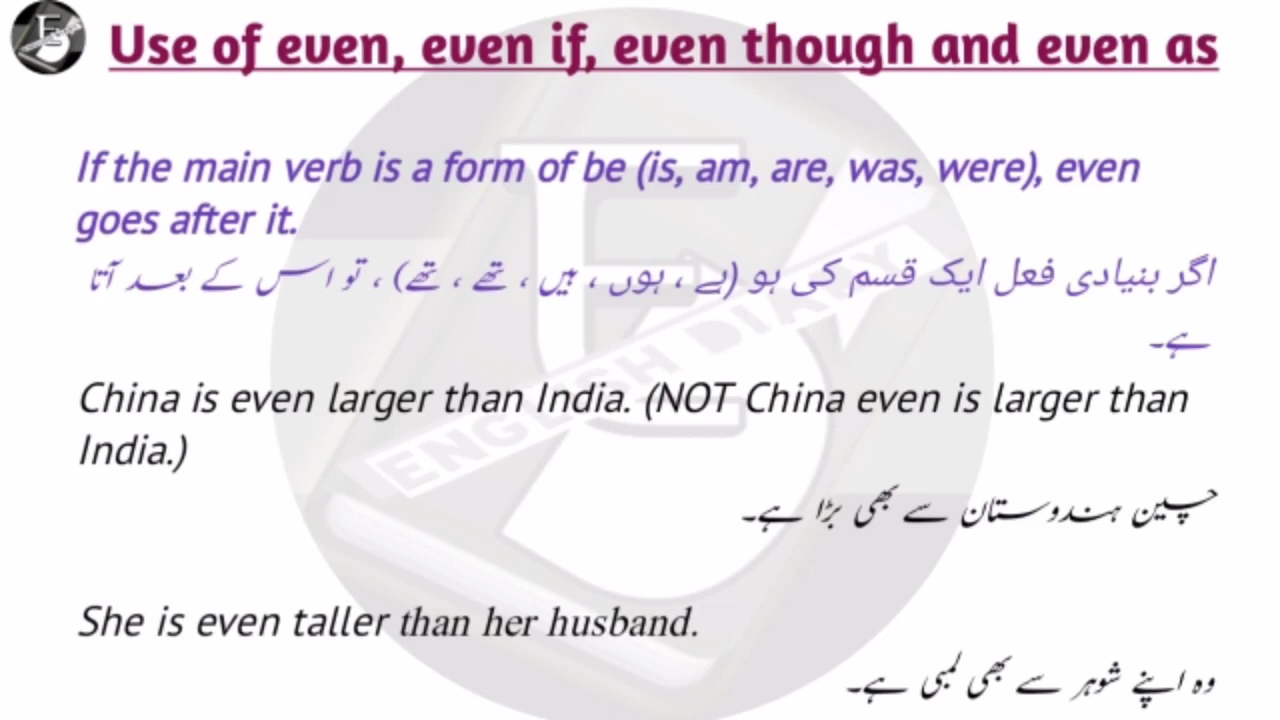 Use of even, even if, even though and even as
If the main verb is a form of be (is, am, are, was, were), even
goes after it.
اگر بنیادی فعل ایک قسم کی ہو (ہے ، ہوں ، ہیں ، تھے ، تھے) ، تو اس کے بعد آتا
ہے۔
China is even larger than India. (NOT China even is larger than
India.)
چین ہندوستان سے بھی بڑا ہے۔
She is even taller than her husband.
وہ اپنے شوہر سے بھی لمبی ہے۔
ENGLISH DIARY